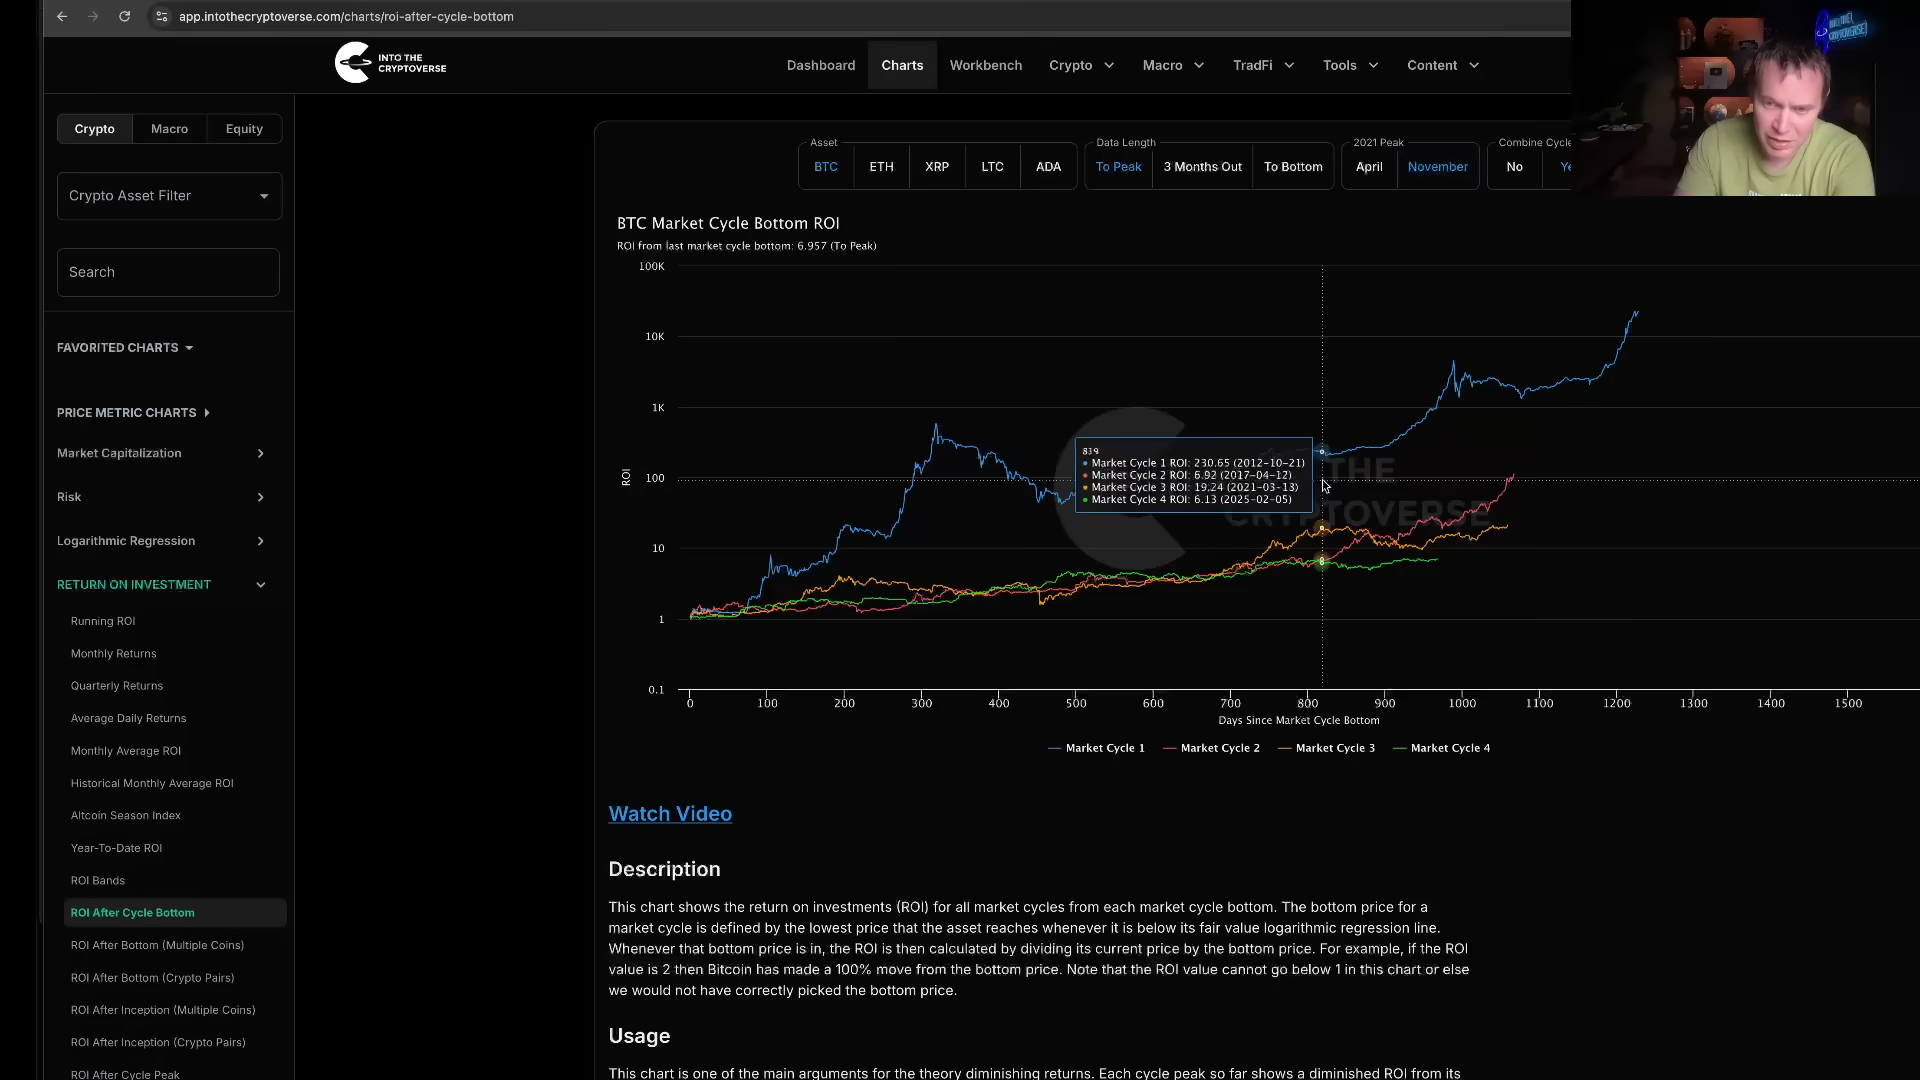 app.intothecryptoverse.com/charts/roi-after-cycle-bottom
INTO THE
CRYPTOVERSE
Dashboard
Charts
Workbench
Crypto
Macro
TradFi
Tools
Content
Crypto
Macro
Equity
Crypto Asset Filter
Search
FAVORITED CHARTS
PRICE METRIC CHARTS
Market Capitalization
Risk
Logarithmic Regression
RETURN ON INVESTMENT
Running ROI
Monthly Returns
Quarterly Returns
Average Daily Returns
Monthly Average ROI
Historical Monthly Average ROI
Altcoin Season Index
Year-To-Date ROI
ROI Bands
ROI After Cycle Bottom
ROI After Bottom (Multiple Coins)
ROI After Bottom (Crypto Pairs)
ROI After Inception (Multiple Coins)
ROI After Inception (Crypto Pairs)
ROI After Cycle Peak
Asset
BTC
ETH
XRP
LTC
ADA
Data Length
To Peak
3 Months Out
To Bottom
2021 Peak
April
November
Combine Cycle
No
Ye
BTC Market Cycle Bottom ROI
ROI from last market cycle bottom: 6.957 (To Peak)
100K
10K
1K
100
10
1
0.1
ROI
819
Market Cycle 1 ROI: 230.65 (2012-10-21)
Market Cycle 2 ROI: 6.92 (2017-04-12)
Market Cycle 3 ROI: 19.24 (2021-03-13)
Market Cycle 4 ROI: 6.13 (2025-02-05)
THE
CRYPTOVERSE
0 100 200 300 400 500 600 700 800 900 1000 1100 1200 1300 1400 1500
Days Since Market Cycle Bottom
Market Cycle 1 Market Cycle 2 Market Cycle 3 Market Cycle 4
Watch Video
Description
This chart shows the return on investments (ROI) for all market cycles from each market cycle bottom. The bottom price for a
market cycle is defined by the lowest price that the asset reaches whenever it is below its fair value logarithmic regression line.
Whenever that bottom price is in, the ROI is then calculated by dividing its current price by the bottom price. For example, if the ROI
value is 2 then Bitcoin has made a 100% move from the bottom price. Note that the ROI value cannot go below 1 in this chart or else
we would not have correctly picked the bottom price.
Usage
This chart is one of the main arguments for the theory diminishing returns. Each cycle peak so far shows a diminished ROI from its